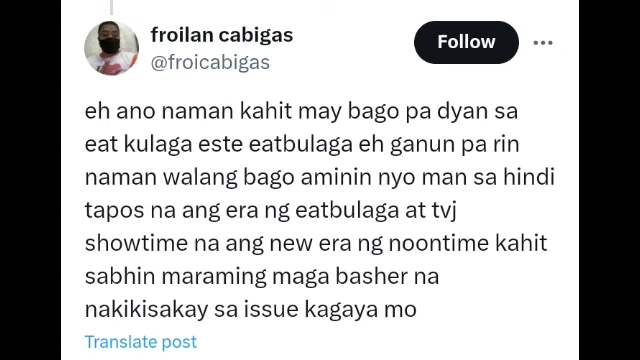 froilan cabigas
Follow
@froicabigas
eh ano naman kahit may bago pa dyan sa
eat kulaga este eatbulaga eh ganun pa rin
naman walang bago aminin nyo man sa hindi
tapos na ang era ng eatbulaga at tvj
showtime na ang new era ng noontime kahit
sabhin maraming maga basher na
nakikisakay sa issue kagaya mo
Translate post